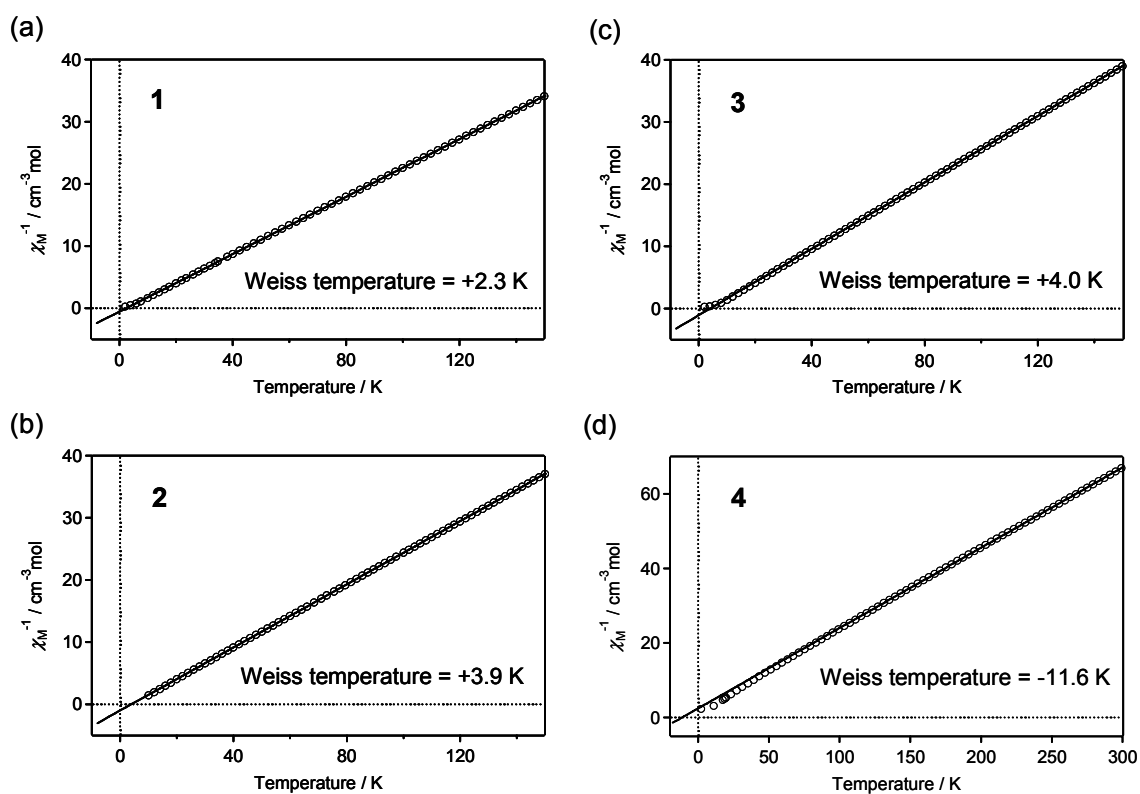 (a)
40
30
20
10
0
χM⁻¹ / cm⁻³mol
1
Weiss temperature = +2.3 K
0 40 80 120
Temperature / K
(c)
40
30
20
10
0
χM⁻¹ / cm⁻³mol
3
Weiss temperature = +4.0 K
0 40 80 120
Temperature / K
(b)
40
30
20
10
0
χM⁻¹ / cm⁻³mol
2
Weiss temperature = +3.9 K
0 40 80 120
Temperature / K
(d)
60
40
20
0
χM⁻¹ / cm⁻³mol
4
Weiss temperature = -11.6 K
0 50 100 150 200 250 300
Temperature / K